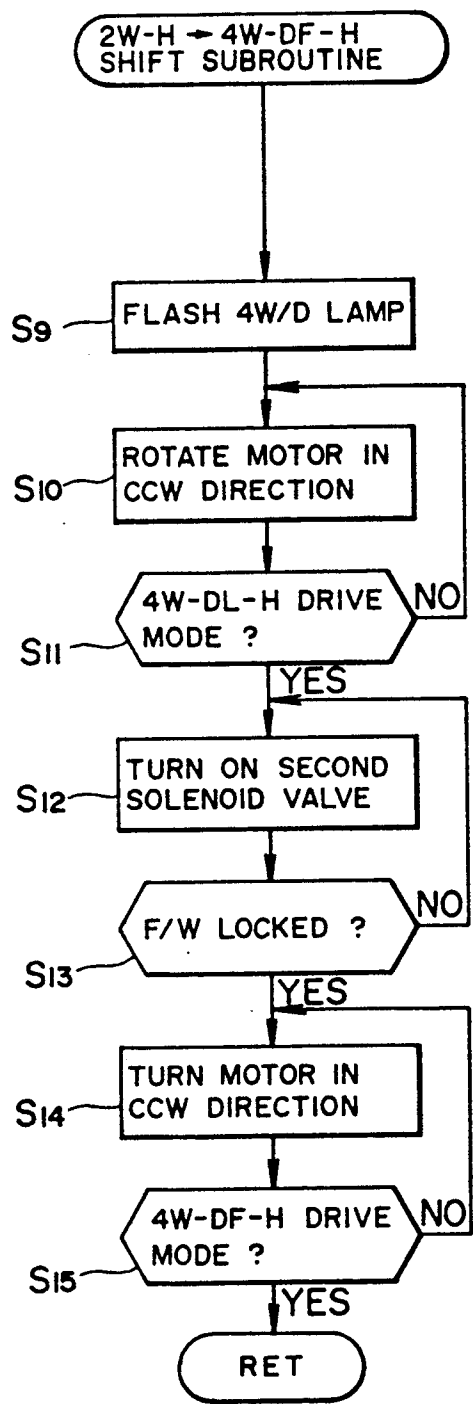 2W-H → 4W-DF-H
SHIFT SUBROUTINE
S9
FLASH 4W/D LAMP
S10
ROTATE MOTOR IN
CCW DIRECTION
S11
4W-DL-H DRIVE
MODE ?
NO
YES
S12
TURN ON SECOND
SOLENOID VALVE
S13
F/W LOCKED ?
NO
YES
S14
TURN MOTOR IN
CCW DIRECTION
S15
4W-DF-H DRIVE
MODE ?
NO
YES
RET